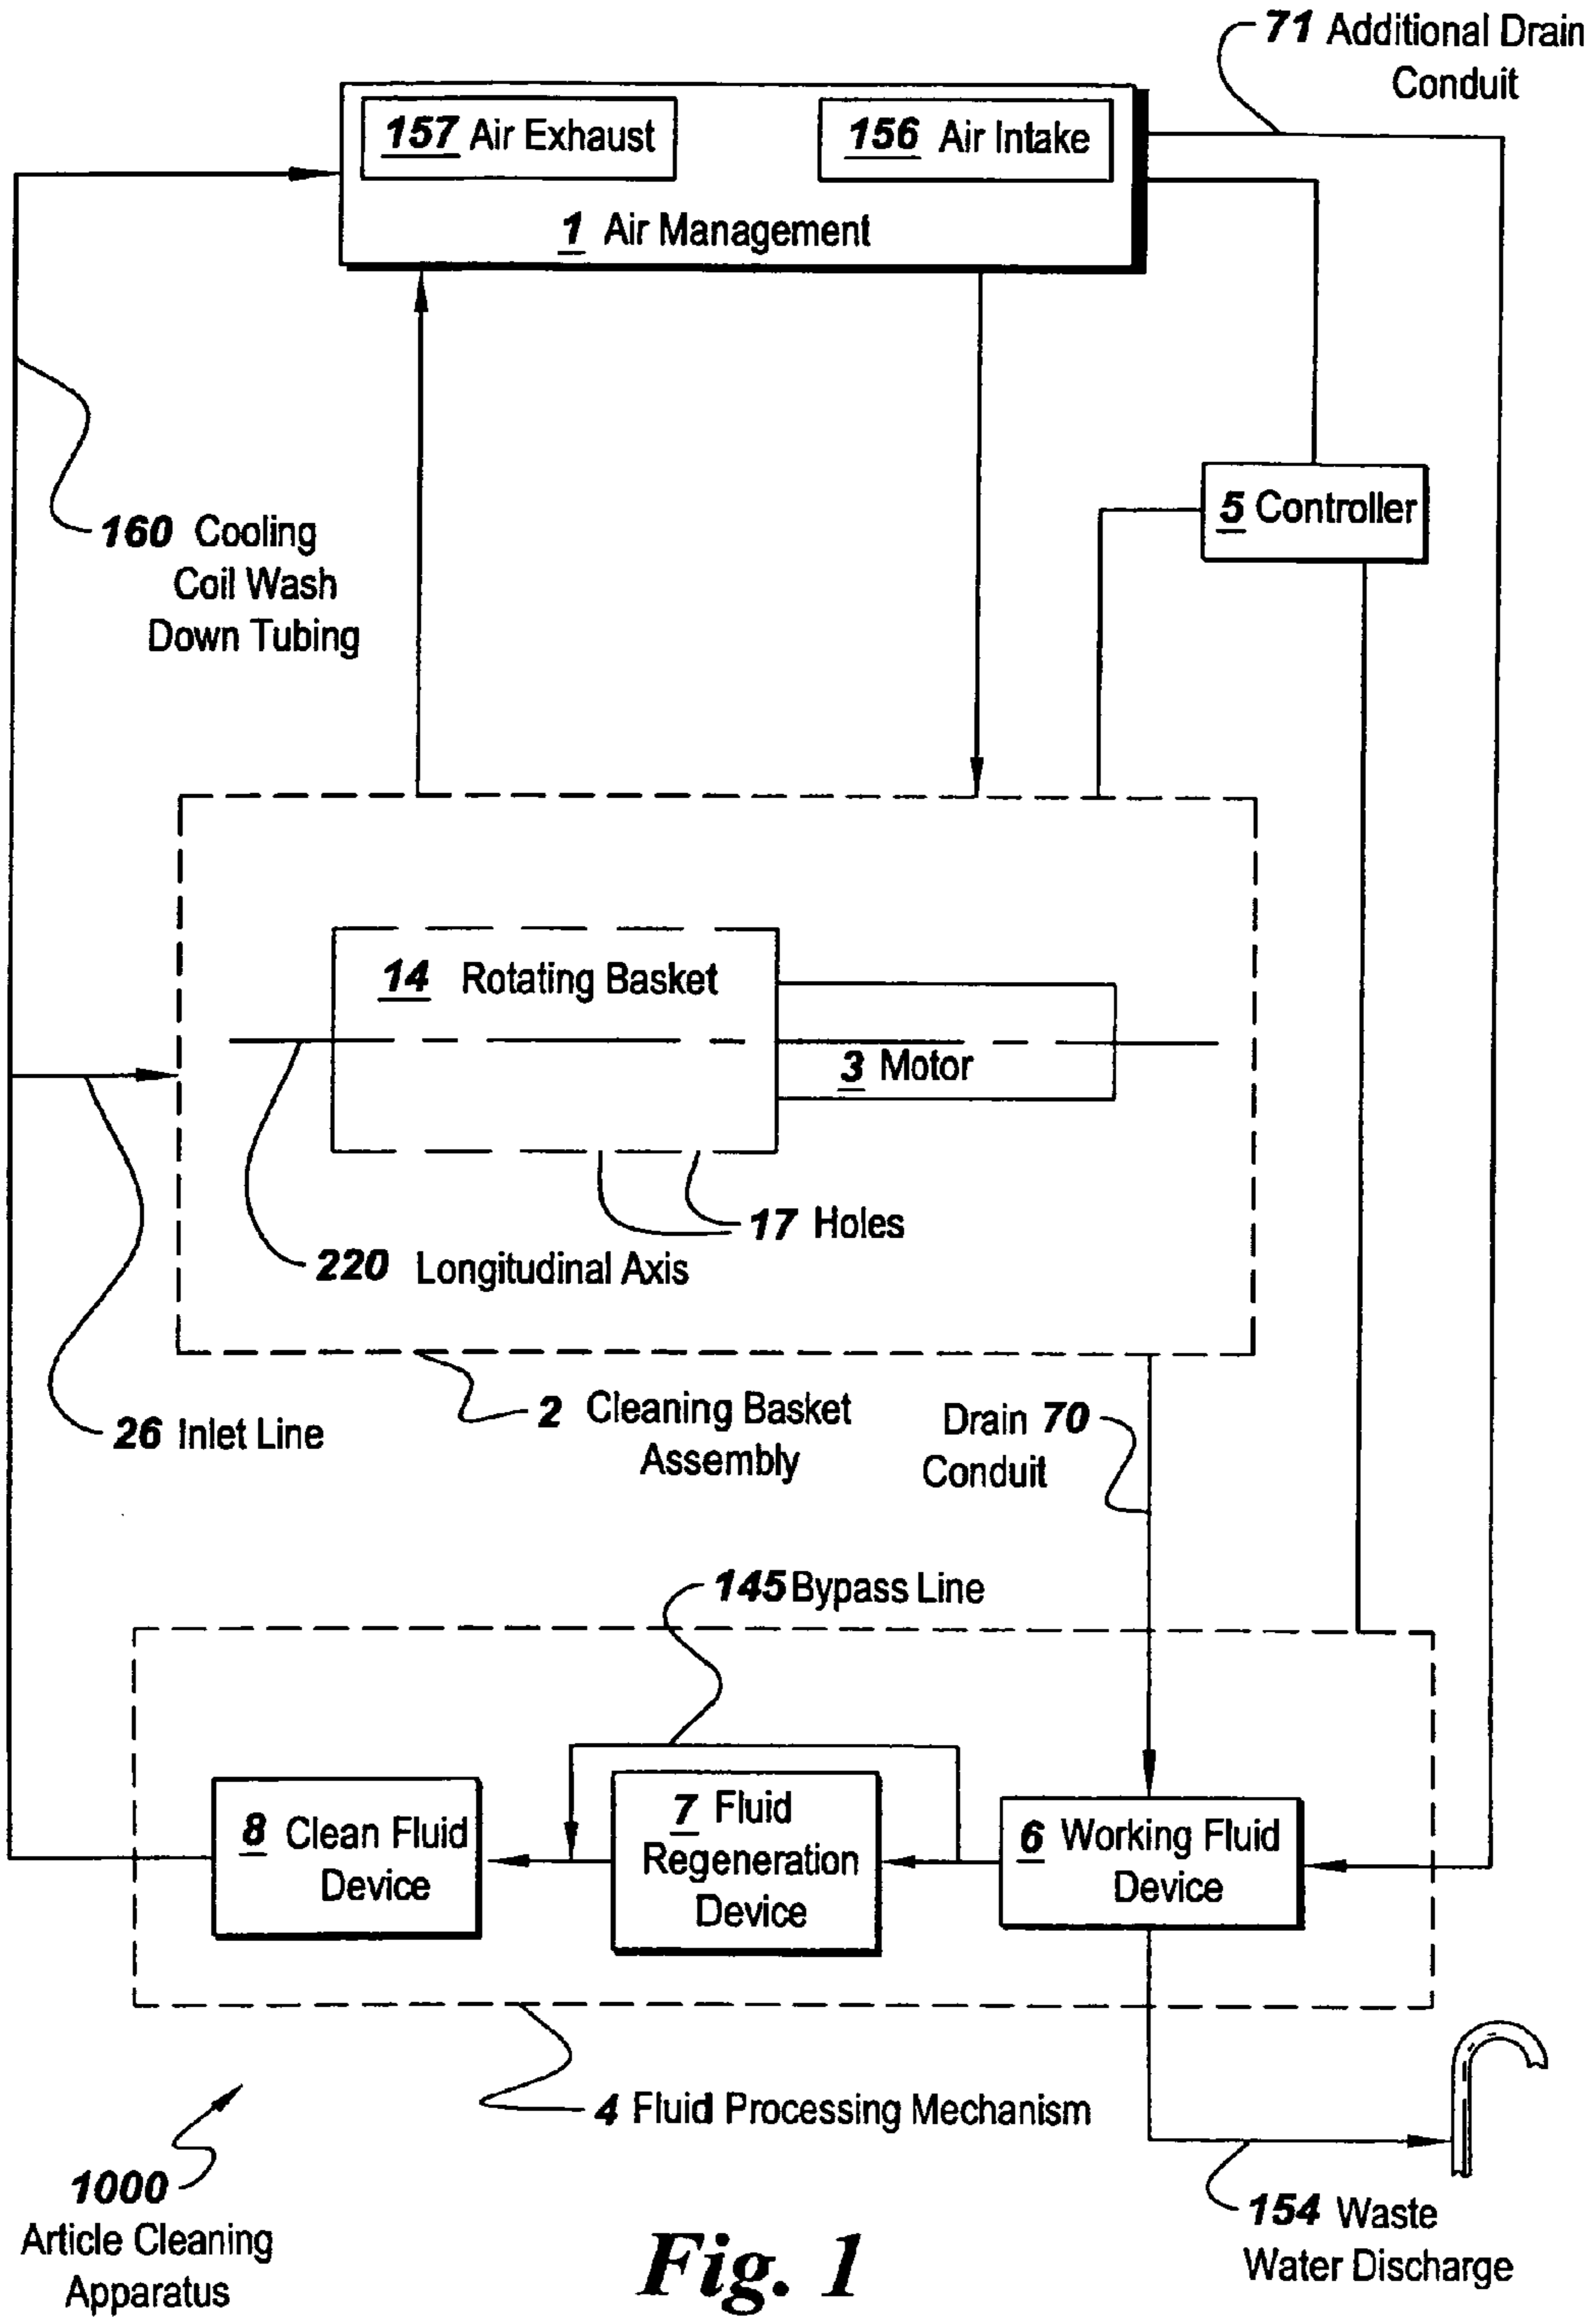 71 Additional Drain
Conduit
157 Air Exhaust
156 Air Intake
1 Air Management
5 Controller
160 Cooling
Coil Wash
Down Tubing
14 Rotating Basket
3 Motor
17 Holes
220 Longitudinal Axis
26 Inlet Line
2 Cleaning Basket
Assembly
Drain 70
Conduit
145 Bypass Line
8 Clean Fluid
Device
7 Fluid
Regeneration
Device
6 Working Fluid
Device
4 Fluid Processing Mechanism
1000
Article Cleaning
Apparatus
154 Waste
Water Discharge
Fig. 1